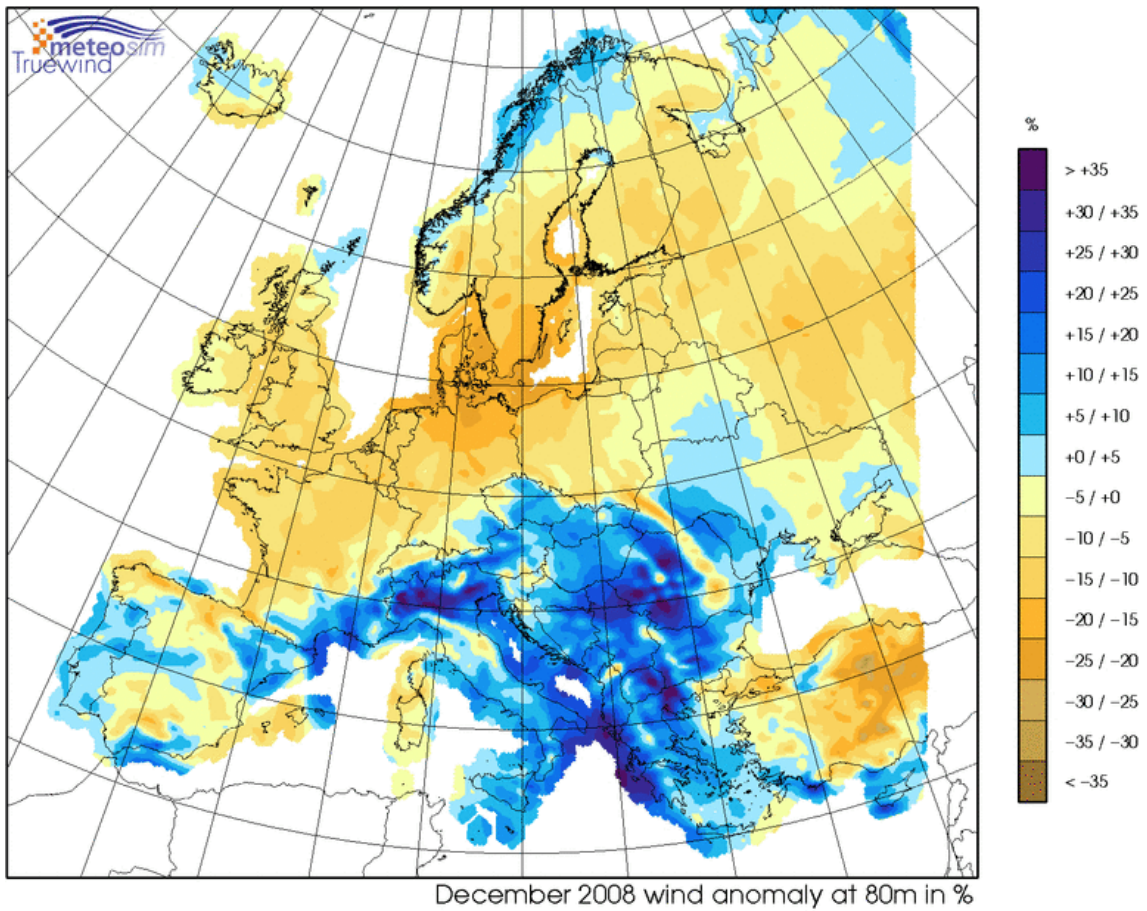 meteosim
Truewind
%
> +35
+30 / +35
+25 / +30
+20 / +25
+15 / +20
+10 / +15
+5 / +10
+0 / +5
−5 / +0
−10 / −5
−15 / −10
−20 / −15
−25 / −20
−30 / −25
−35 / −30
< −35
December 2008 wind anomaly at 80m in %